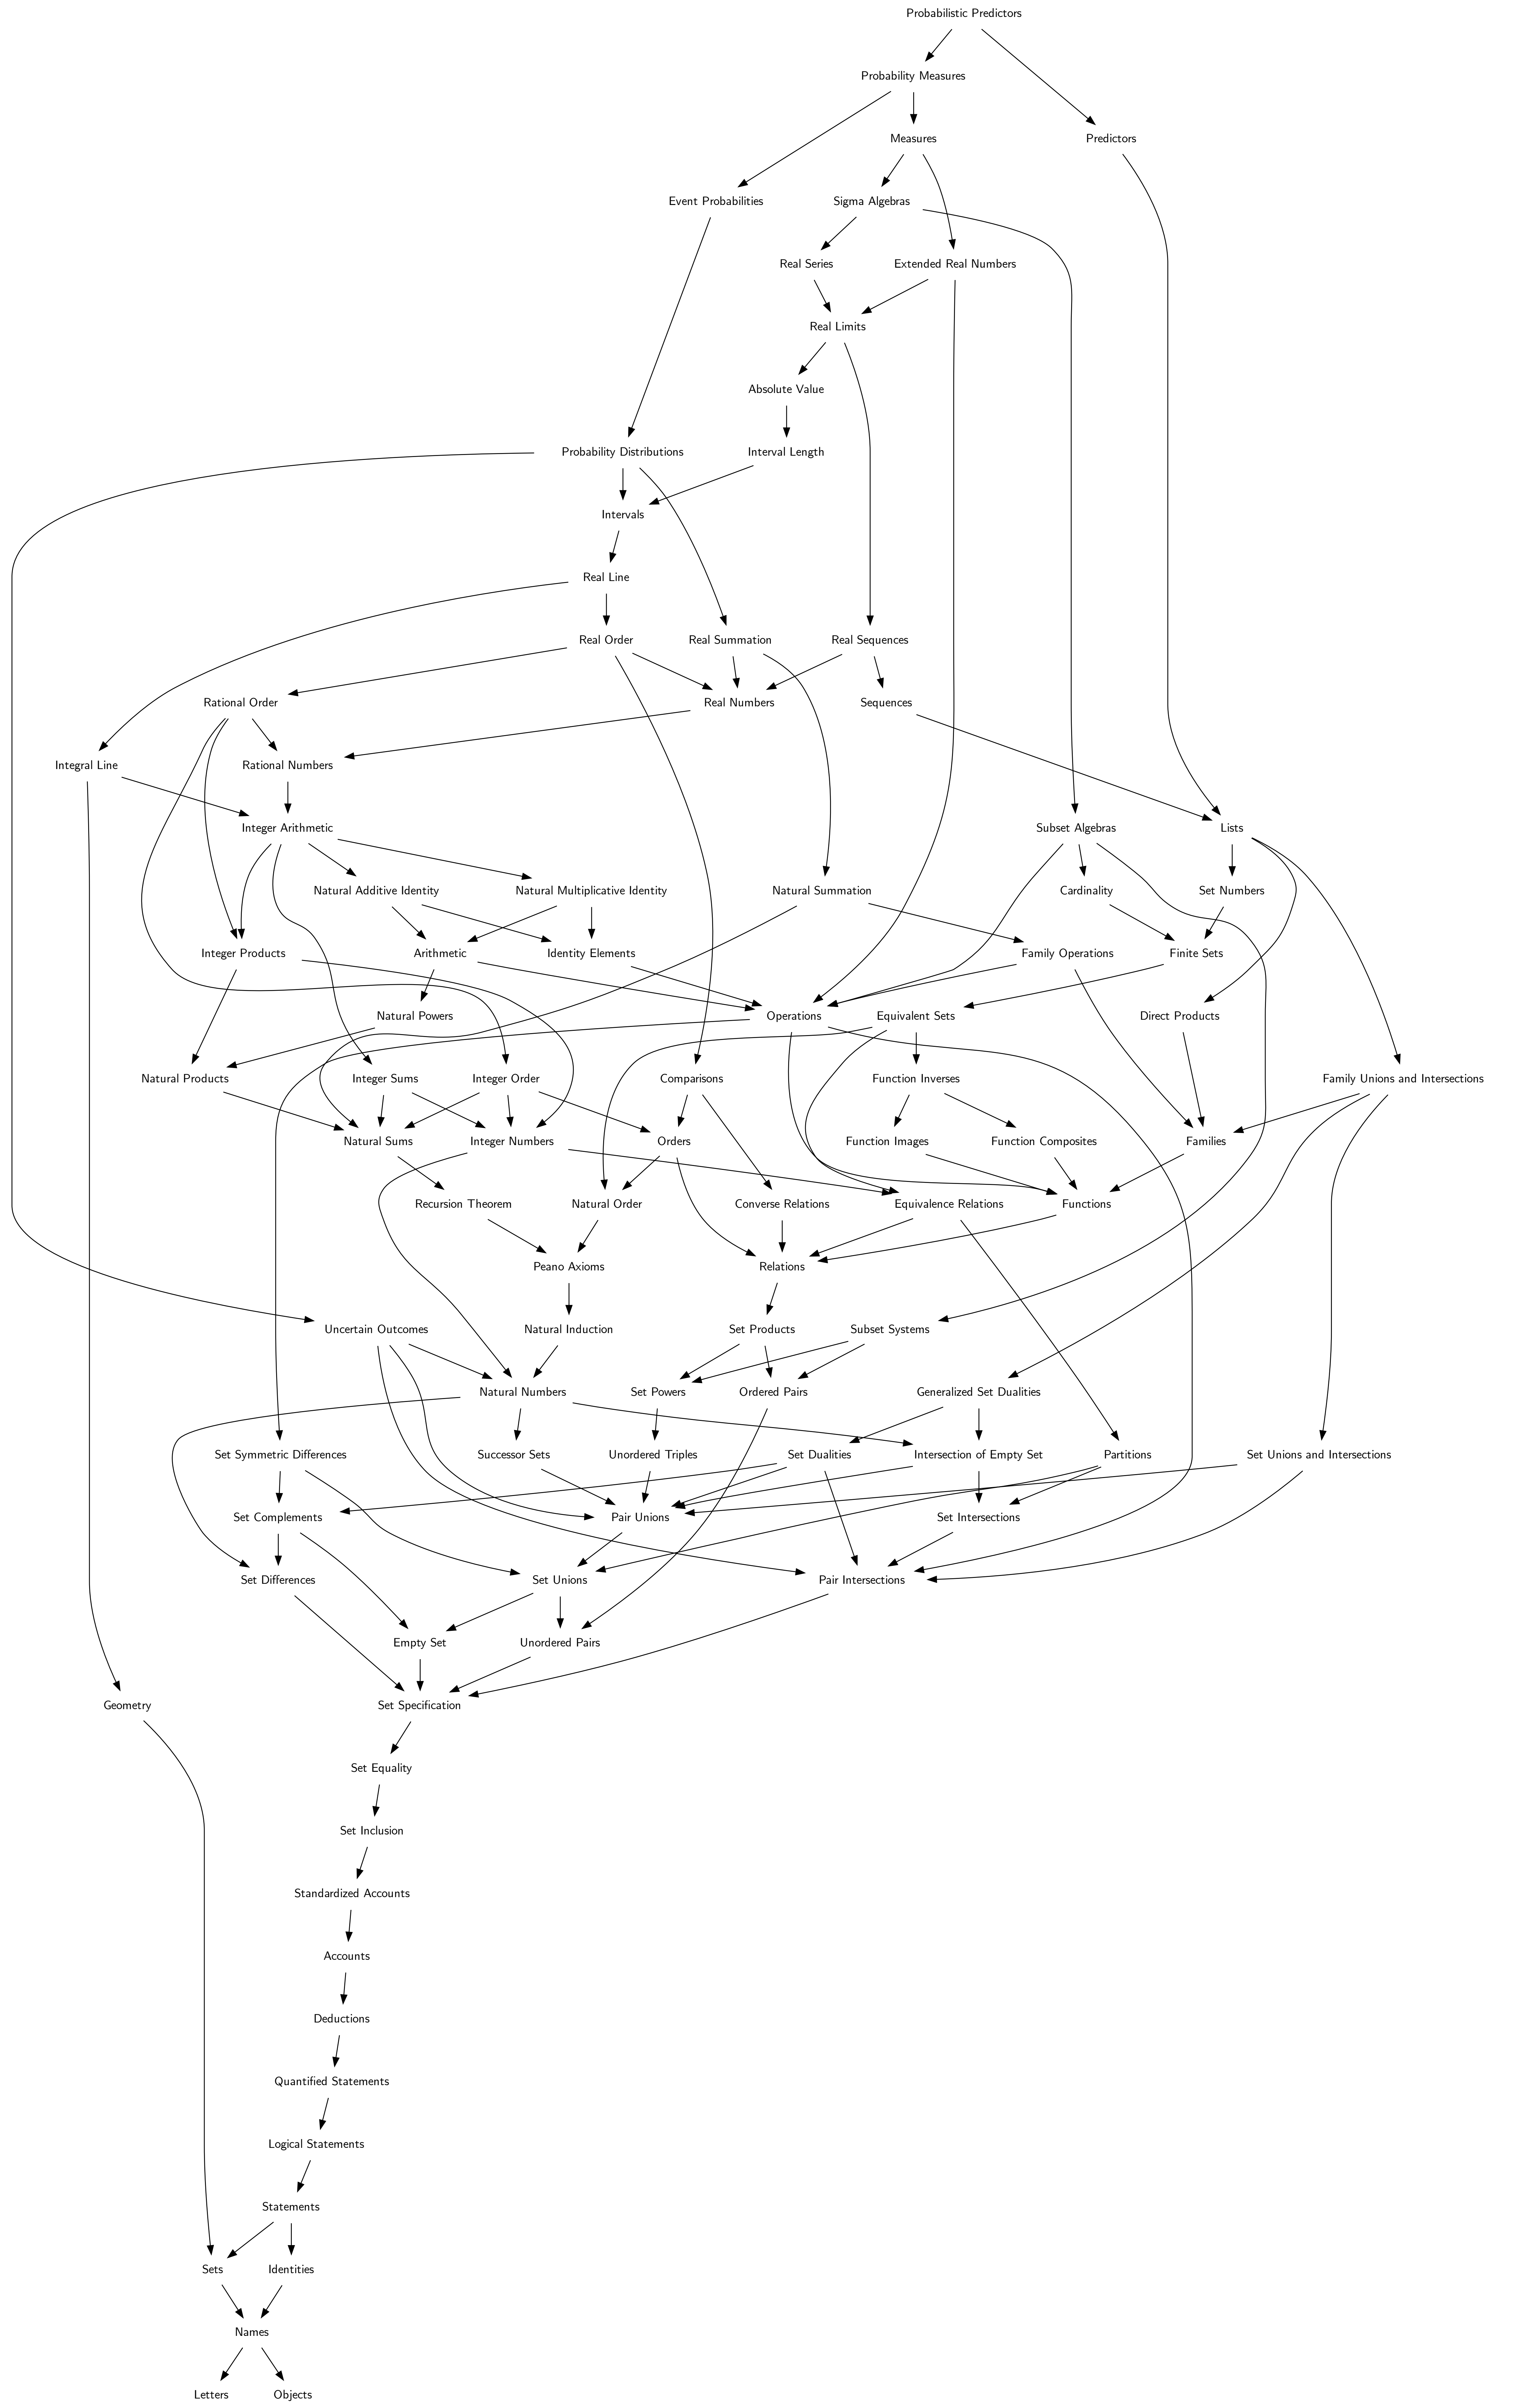 Probabilistic Predictors
Probability Measures
Measures
Predictors
Event Probabilities
Sigma Algebras
Real Series
Extended Real Numbers
Real Limits
Absolute Value
Probability Distributions
Interval Length
Intervals
Real Line
Real Order
Real Summation
Real Sequences
Rational Order
Real Numbers
Sequences
Integral Line
Rational Numbers
Integer Arithmetic
Subset Algebras
Lists
Natural Additive Identity
Natural Multiplicative Identity
Natural Summation
Cardinality
Set Numbers
Integer Products
Arithmetic
Identity Elements
Family Operations
Finite Sets
Natural Powers
Operations
Equivalent Sets
Direct Products
Natural Products
Integer Sums
Integer Order
Comparisons
Function Inverses
Family Unions and Intersections
Natural Sums
Integer Numbers
Orders
Function Images
Function Composites
Families
Recursion Theorem
Natural Order
Converse Relations
Equivalence Relations
Functions
Peano Axioms
Relations
Uncertain Outcomes
Natural Induction
Set Products
Subset Systems
Natural Numbers
Set Powers
Ordered Pairs
Generalized Set Dualities
Set Symmetric Differences
Successor Sets
Unordered Triples
Set Dualities
Intersection of Empty Set
Partitions
Set Unions and Intersections
Set Complements
Pair Unions
Set Intersections
Set Differences
Set Unions
Pair Intersections
Empty Set
Unordered Pairs
Geometry
Set Specification
Set Equality
Set Inclusion
Standardized Accounts
Accounts
Deductions
Quantified Statements
Logical Statements
Statements
Sets
Identities
Names
Letters
Objects